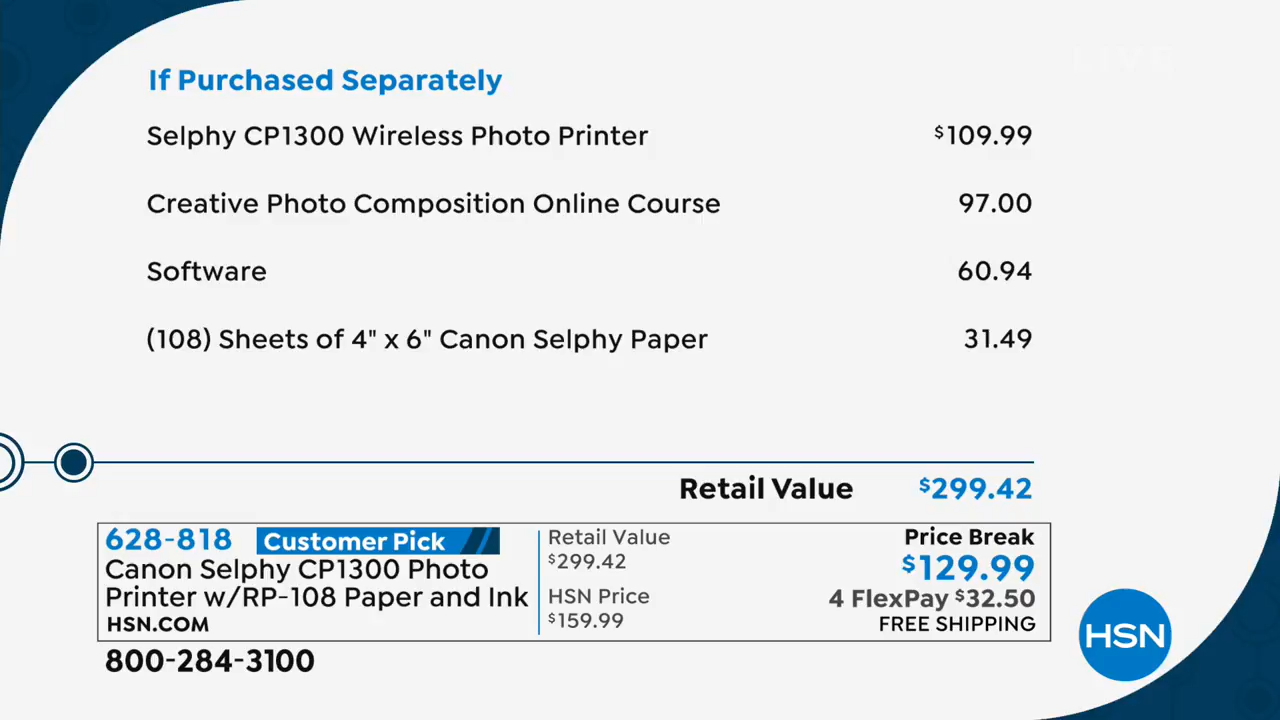 LIVE
If Purchased Separately
Selphy CP1300 Wireless Photo Printer $109.99
Creative Photo Composition Online Course 97.00
Software 60.94
(108) Sheets of 4" x 6" Canon Selphy Paper 31.49
Retail Value $299.42
628-818 Customer Pick
Canon Selphy CP1300 Photo
Printer w/RP-108 Paper and Ink
HSN.COM
Retail Value
$299.42
HSN Price
$159.99
Price Break
$129.99
4 FlexPay $32.50
FREE SHIPPING
HSN
800-284-3100